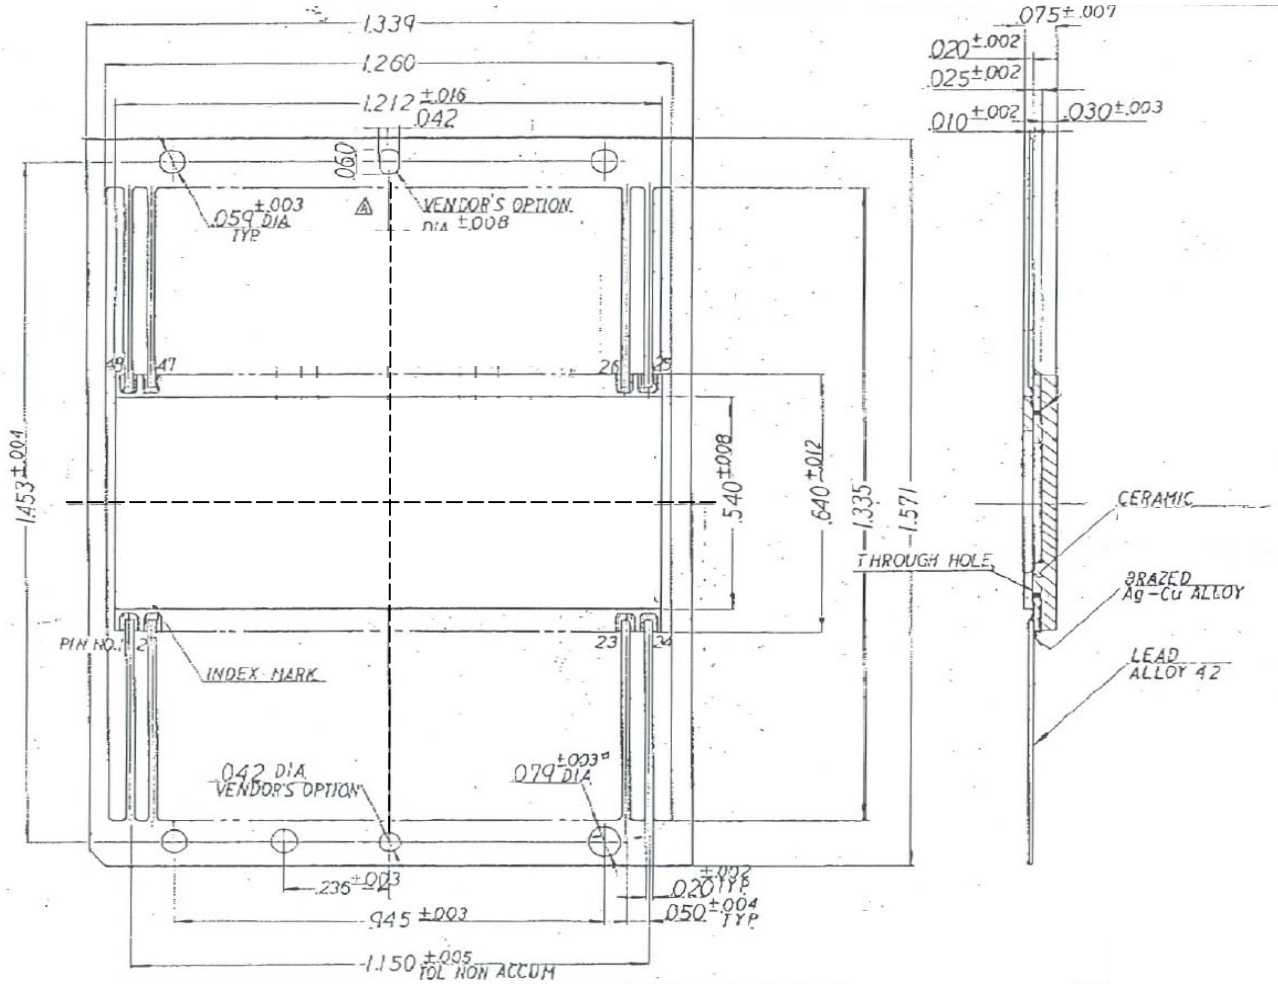 1.339
.075±.007
.020±.002
1.260
.025±.002
1.212±.016
.042
.010±.002
.030±.003
.060
.059±.003 DIA
TYP
A
VENDOR'S OPTION
DIA ±.008
48
47
26
25
1.453±.004
.540±.008
.640±.012
1.335
1.571
CERAMIC
THROUGH HOLE
BRAZED
Ag-Cu ALLOY
PIN NO.1
2
23
24
INDEX MARK
LEAD
ALLOY 42
.042 DIA
VENDOR'S OPTION
.079±.003 DIA
.236±.003
.020±.002 TYP.
.945±.003
.050±.004
TYP.
1.150±.005
TOL NON ACCUM